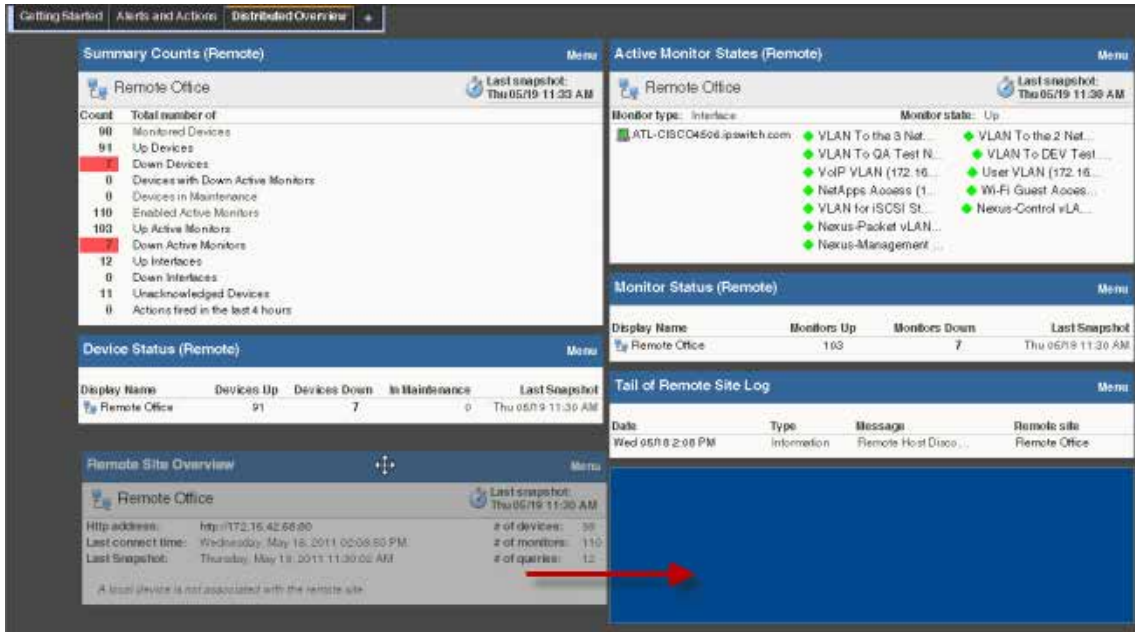 Getting Started Alerts and Actions Distributed Overview +
Summary Counts (Remote) Menu
Remote Office
Last snapshot:
Thu 05/19 11:33 AM
Count Total number of
Monitored Devices
91 Up Devices
7 Down Devices
0 Devices with Down Active Monitors
0 Devices in Maintenance
110 Enabled Active Monitors
103 Up Active Monitors
7 Down Active Monitors
12 Up Interfaces
0 Down Interfaces
11 Unacknowledged Devices
0 Actions fired in the last 4 hours
Device Status (Remote) Menu
Display Name Devices Up Devices Down In Maintenance Last Snapshot
Remote Office 91 7 0 Thu 05/19 11:30 AM
Remote Site Overview Menu
Remote Office
Last snapshot:
Thu 05/19 11:30 AM
Http address: http://172.16.42.68:80 # of devices: 98
Last connect time: Wednesday, May 18, 2011 02:08:50 PM # of monitors: 110
Last Snapshot: Thursday, May 19, 2011 11:30:02 AM # of queries: 12
A local device is not associated with the remote site
Active Monitor States (Remote) Menu
Remote Office
Last snapshot:
Thu 05/19 11:30 AM
Monitor type: Interface Monitor state: Up
ATL-CISCO4506.ipswitch.com VLAN To the 3 Net... VLAN To the 2 Net...
VLAN To QA Test N... VLAN To DEV Test ...
VoIP VLAN (172.16... User VLAN (172.16...
NetApps Access (1... Wi-Fi Guest Acces...
VLAN for iSCSI St... Nexus-Control vLA...
Nexus-Packet vLAN...
Nexus-Management ...
Monitor Status (Remote) Menu
Display Name Monitors Up Monitors Down Last Snapshot
Remote Office 103 7 Thu 05/19 11:30 AM
Tail of Remote Site Log Menu
Date Type Message Remote site
Wed 05/18 2:08 PM Information Remote Host Disco... Remote Office